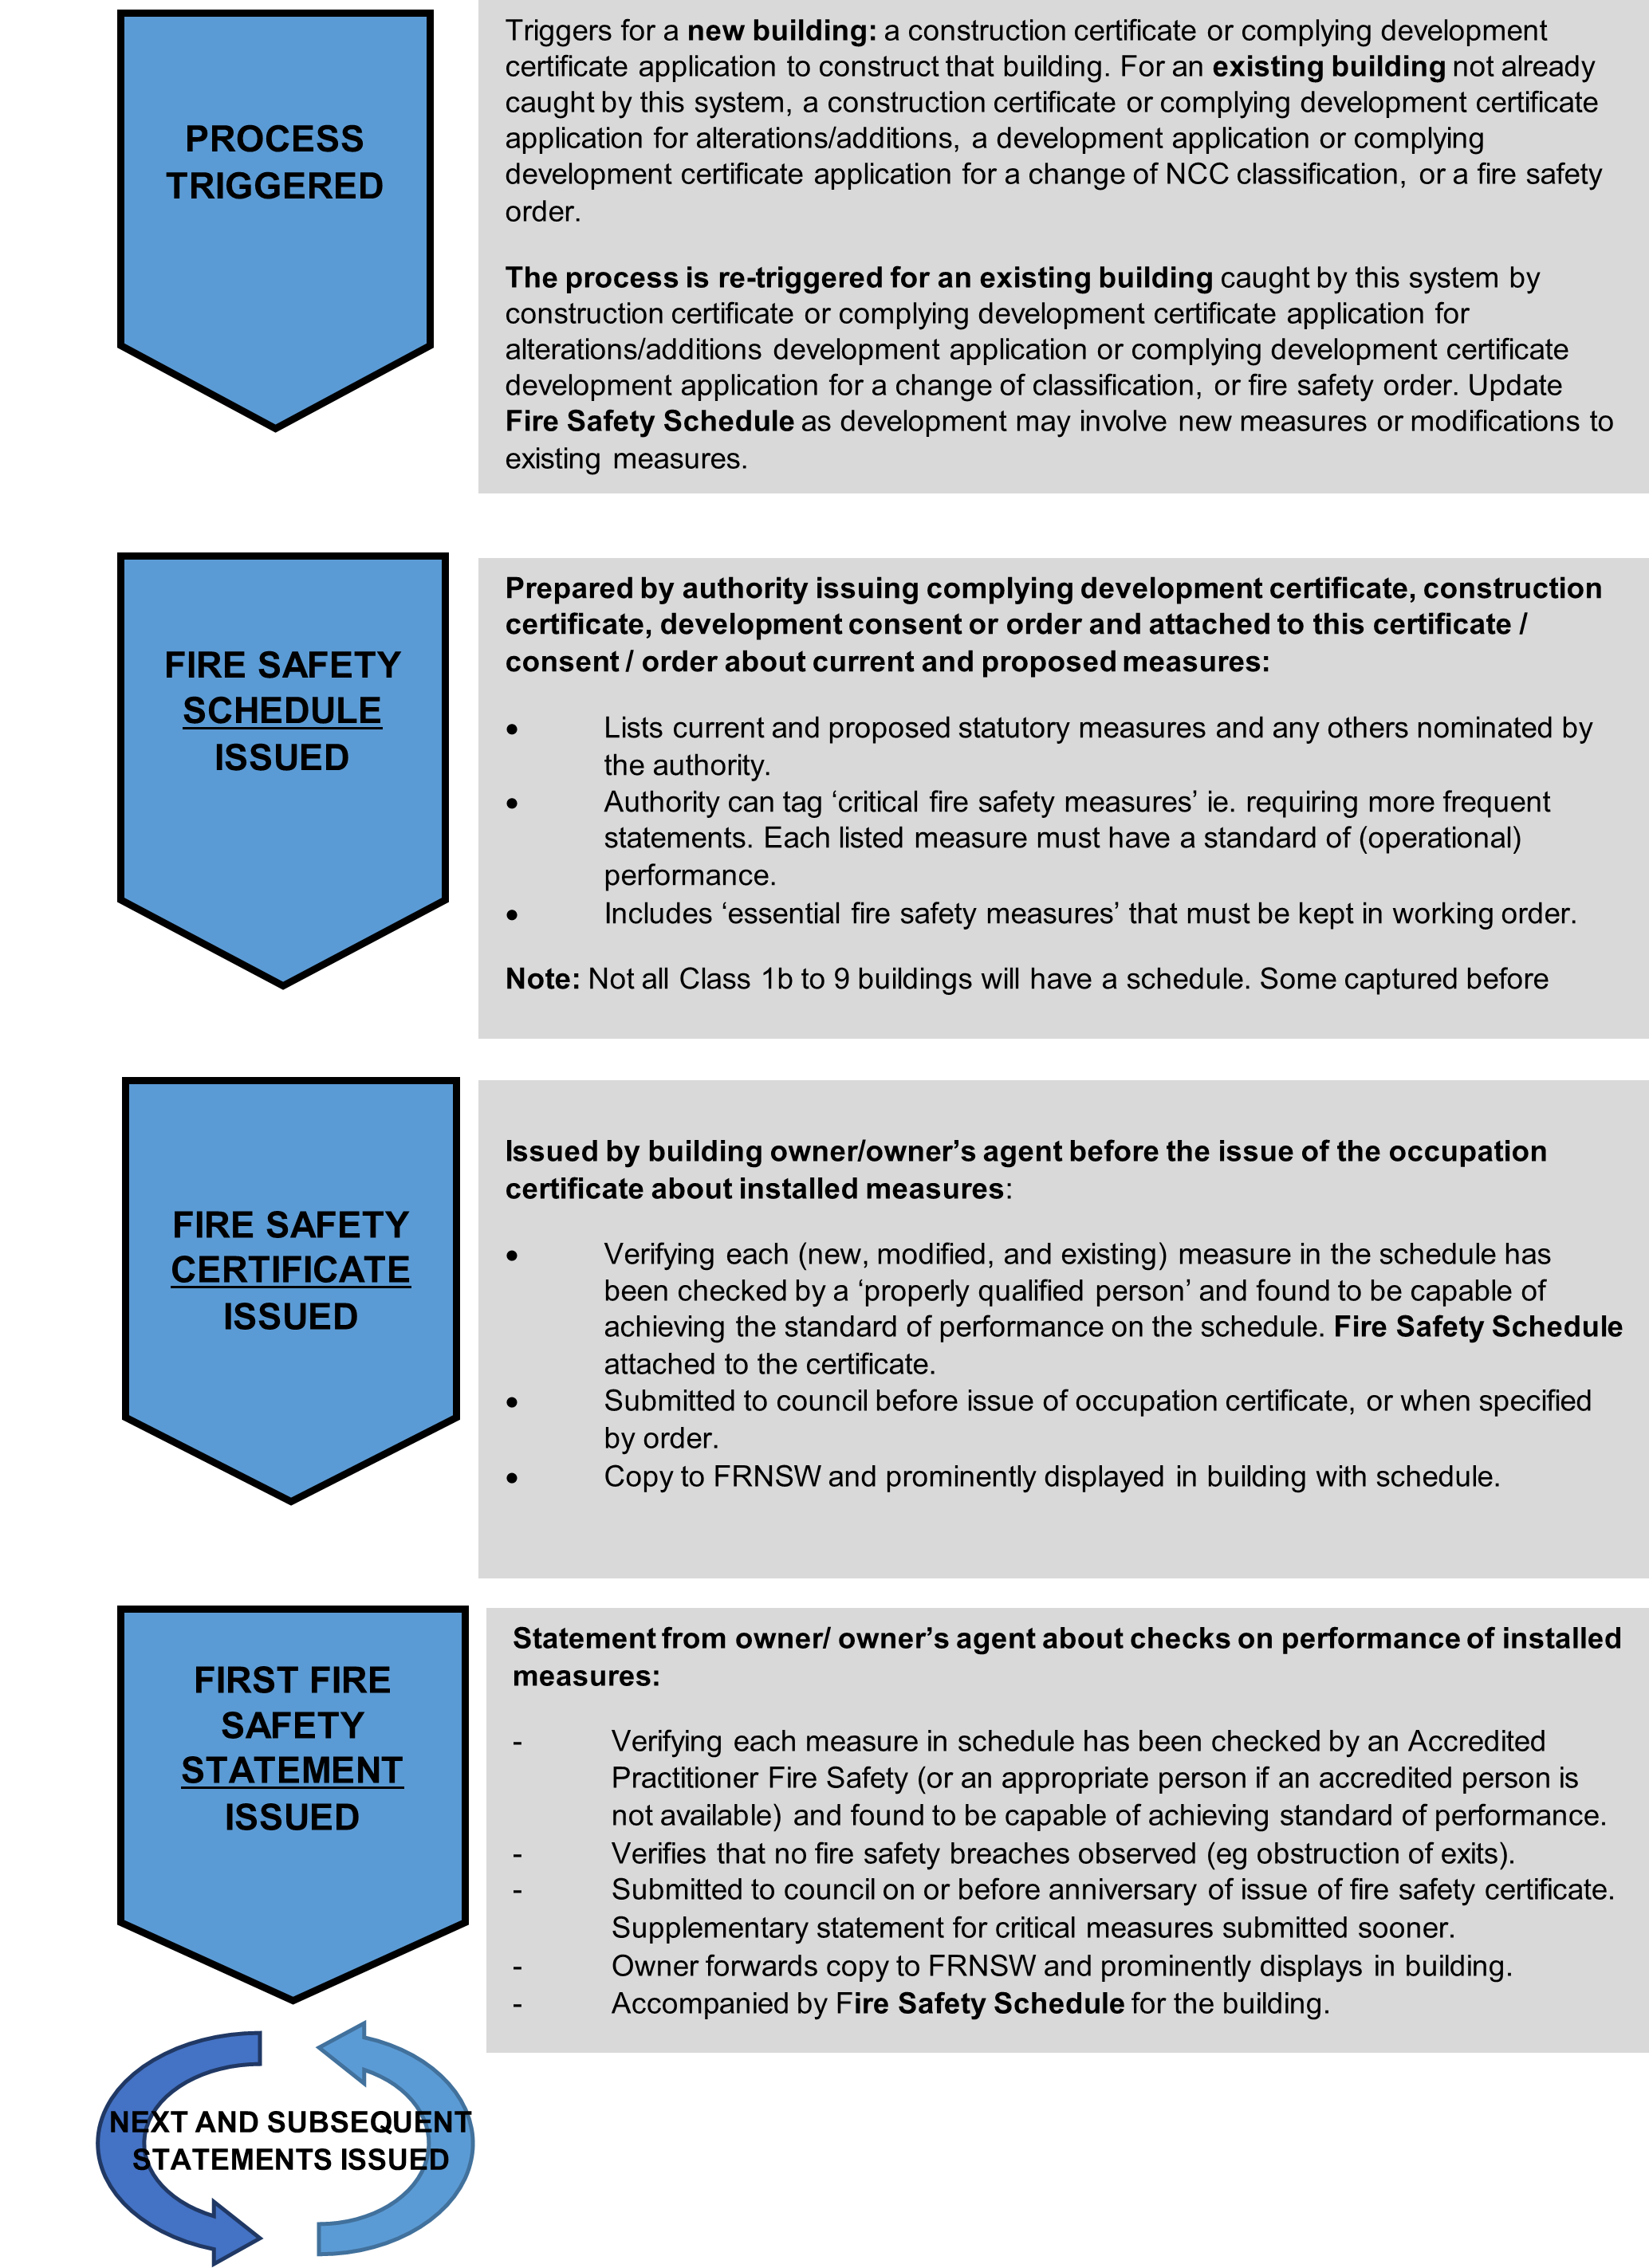 PROCESS
TRIGGERED
Triggers for a new building: a construction certificate or complying development
certificate application to construct that building. For an existing building not already
caught by this system, a construction certificate or complying development certificate
application for alterations/additions, a development application or complying
development certificate application for a change of NCC classification, or a fire safety
order.
The process is re-triggered for an existing building caught by this system by
construction certificate or complying development certificate application for
alterations/additions development application or complying development certificate
development application for a change of classification, or fire safety order. Update
Fire Safety Schedule as development may involve new measures or modifications to
existing measures.
FIRE SAFETY
SCHEDULE
ISSUED
Prepared by authority issuing complying development certificate, construction
certificate, development consent or order and attached to this certificate /
consent / order about current and proposed measures:
• Lists current and proposed statutory measures and any others nominated by
the authority.
• Authority can tag ‘critical fire safety measures’ ie. requiring more frequent
statements. Each listed measure must have a standard of (operational)
performance.
• Includes ‘essential fire safety measures’ that must be kept in working order.
Note: Not all Class 1b to 9 buildings will have a schedule. Some captured before
FIRE SAFETY
CERTIFICATE
ISSUED
Issued by building owner/owner’s agent before the issue of the occupation
certificate about installed measures:
• Verifying each (new, modified, and existing) measure in the schedule has
been checked by a ‘properly qualified person’ and found to be capable of
achieving the standard of performance on the schedule. Fire Safety Schedule
attached to the certificate.
• Submitted to council before issue of occupation certificate, or when specified
by order.
• Copy to FRNSW and prominently displayed in building with schedule.
FIRST FIRE
SAFETY
STATEMENT
ISSUED
Statement from owner/ owner’s agent about checks on performance of installed
measures:
- Verifying each measure in schedule has been checked by an Accredited
Practitioner Fire Safety (or an appropriate person if an accredited person is
not available) and found to be capable of achieving standard of performance.
- Verifies that no fire safety breaches observed (eg obstruction of exits).
- Submitted to council on or before anniversary of issue of fire safety certificate.
Supplementary statement for critical measures submitted sooner.
- Owner forwards copy to FRNSW and prominently displays in building.
- Accompanied by Fire Safety Schedule for the building.
NEXT AND SUBSEQUENT
STATEMENTS ISSUED